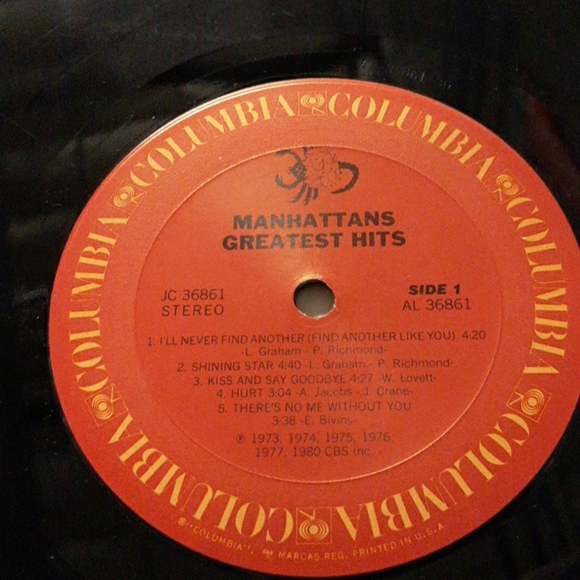 COLUMBIA COLUMBIA COLUMBIA COLUMBIA COLUMBIA COLUMBIA
MANHATTANS
GREATEST HITS
JC 36861
STEREO
SIDE 1
AL 36861
1. I'LL NEVER FIND ANOTHER (FIND ANOTHER LIKE YOU) 4:20
-L. Graham- P. Richmond-
2. SHINING STAR 4:40 -L. Graham- P. Richmond-
3. KISS AND SAY GOODBYE 4:27 -W. Lovett-
4. HURT 3:04 -A. Jacobs -J. Crane-
5. THERE'S NO ME WITHOUT YOU
3:38 -E. Bivins-
℗ 1973, 1974, 1975, 1976,
1977, 1980 CBS inc.
®"COLUMBIA", MARCAS REG. PRINTED IN U.S.A.